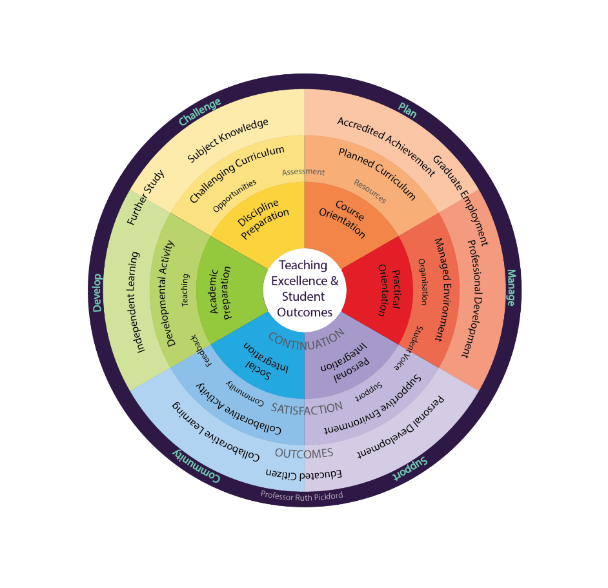 Challenge
Plan
Manage
Support
Community
Develop
Subject Knowledge
Accredited Achievement
Graduate Employment
Professional Development
Personal Development
Educated Citizen
Collaborative Learning
Independent Learning
Further Study
Challenging Curriculum
Planned Curriculum
Managed Environment
Supportive Environment
Collaborative Activity
Developmental Activity
Assessment
Opportunities
Resources
Organisation
Student Voice
Support
Community
Feedback
Teaching
Discipline
Preparation
Course
Orientation
Practical
Orientation
Personal
Integration
Social
Integration
Academic
Preparation
Teaching
Excellence &
Student
Outcomes
CONTINUATION
SATISFACTION
OUTCOMES
Professor Ruth Pickford